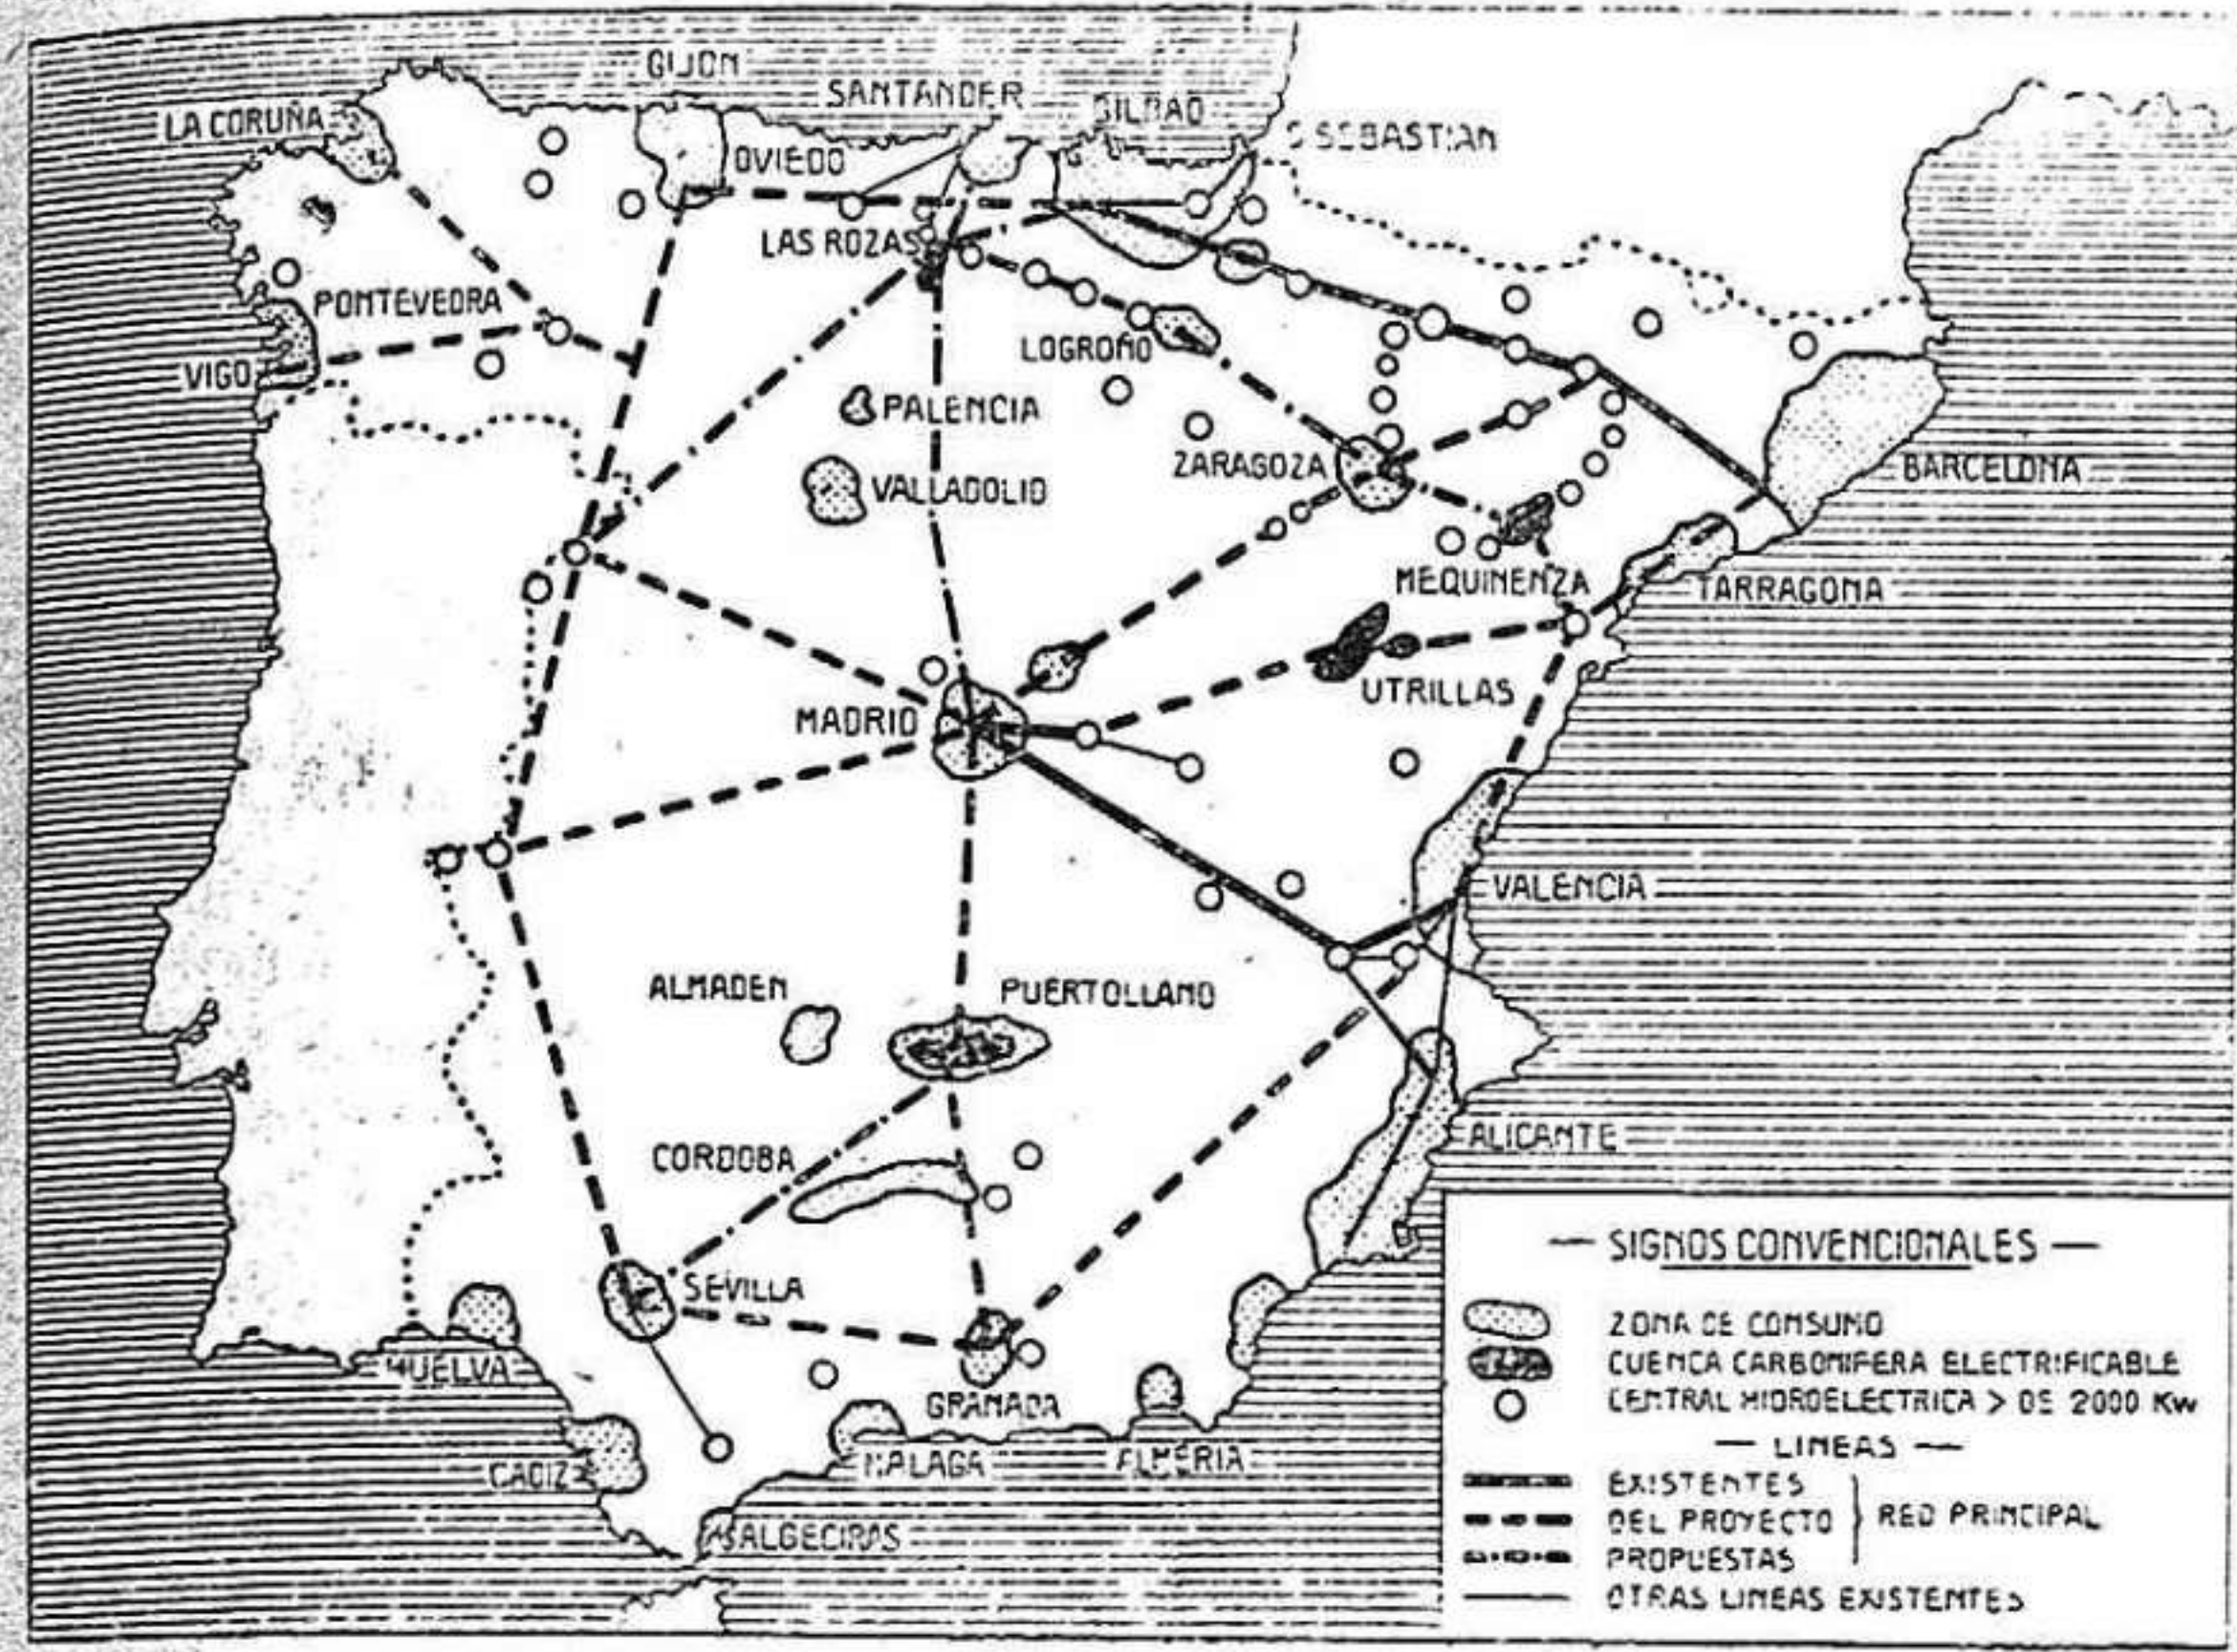 GIJON
SANTANDER
BILBAO
LA CORUÑA
S SEBASTIAN
OVIEDO
LAS ROZAS
PONTEVEDRA
LOGROÑO
VIGO
PALENCIA
ZARAGOZA
BARCELONA
VALLADOLID
MEQUINENZA
TARRAGONA
UTRILLAS
MADRID
VALENCIA
ALMADEN
PUERTOLLANO
ALICANTE
CORDOBA
SEVILLA
HUELVA
GRANADA
CADIZ
MALAGA
ALMERIA
ALGECIRAS
— SIGNOS CONVENCIONALES —
ZONA DE CONSUMO
CUENCA CARBONIFERA ELECTRIFICABLE
CENTRAL HIDROELECTRICA > DE 2000 Kw
— LINEAS —
EXISTENTES
DEL PROYECTO } RED PRINCIPAL
PROPUESTAS
OTRAS LINEAS EXISTENTES